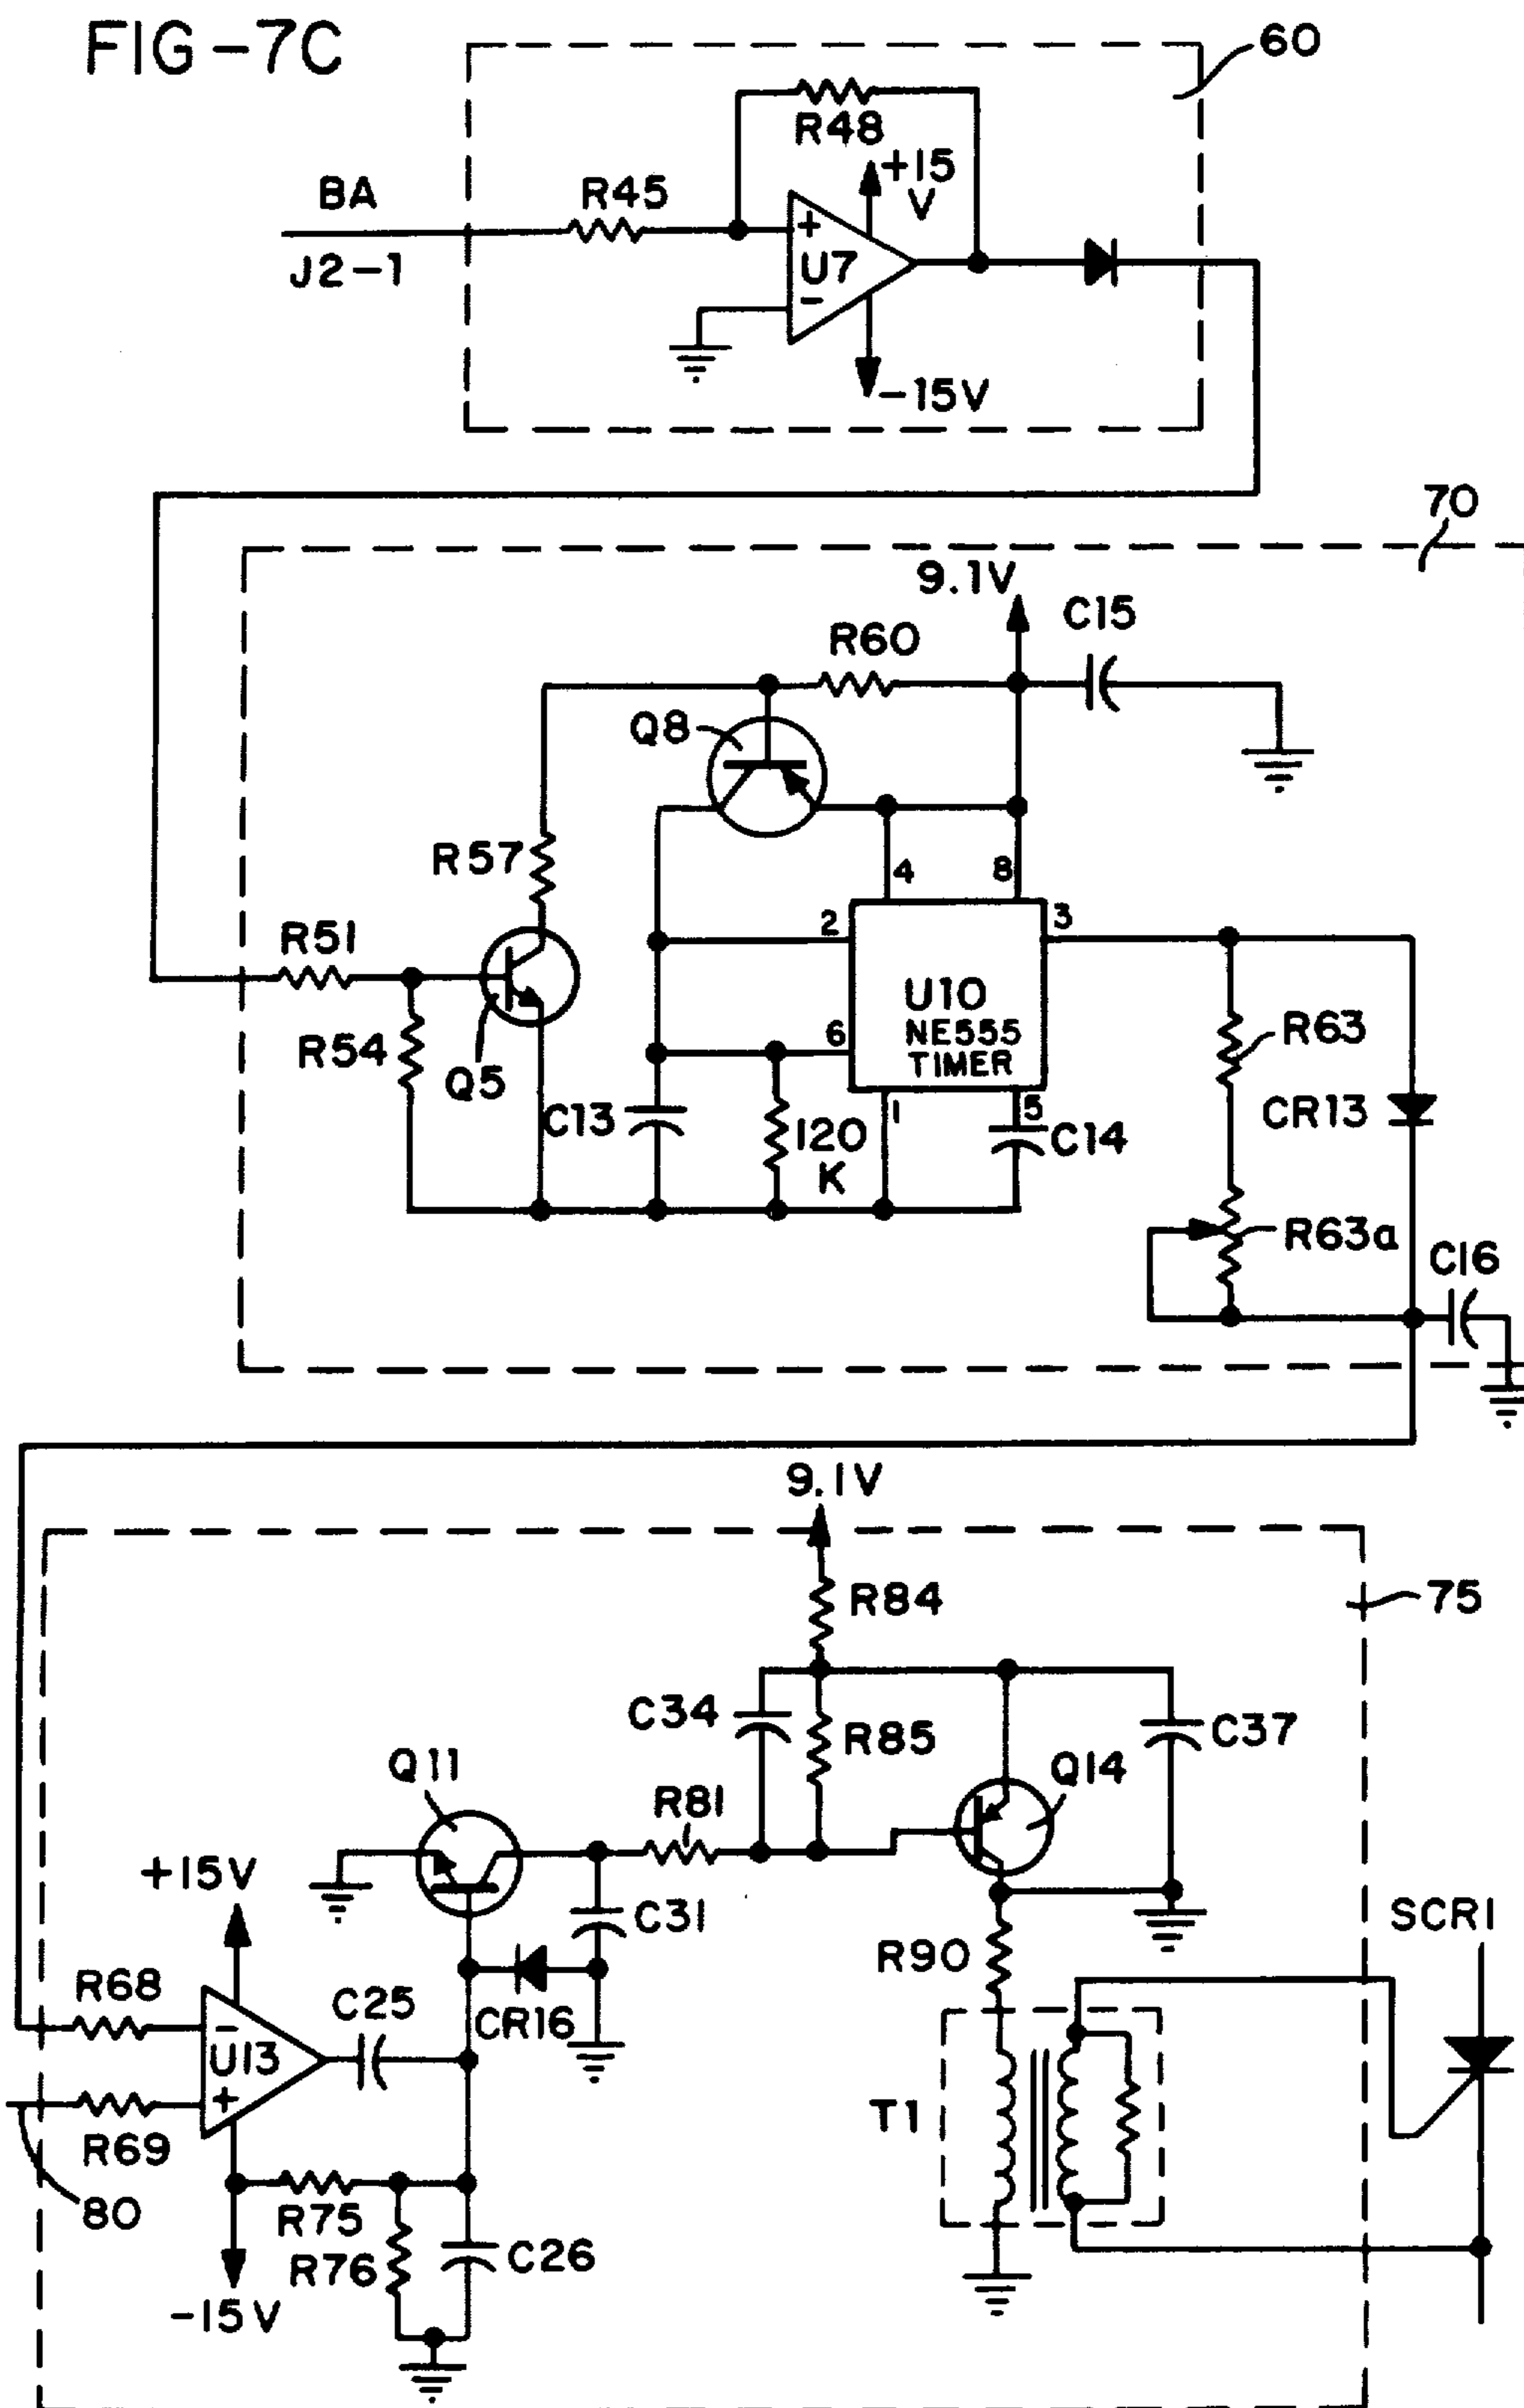 FIG-7C
60
R48
+15
V
BA
R45
+
J2-1
U7
-
-15V
70
9.1V
C15
R60
Q8
R57
4
8
2
3
R51
U10
NE555
TIMER
6
R63
R54
Q5
C13
1
5
CR13
120
K
C14
R63a
C16
9.1V
R84
75
C34
R85
C37
Q11
Q14
R81
+15V
C31
SCR1
R90
R68
C25
CR16
-
U13
+
T1
R69
80
R75
R76
C26
-15V